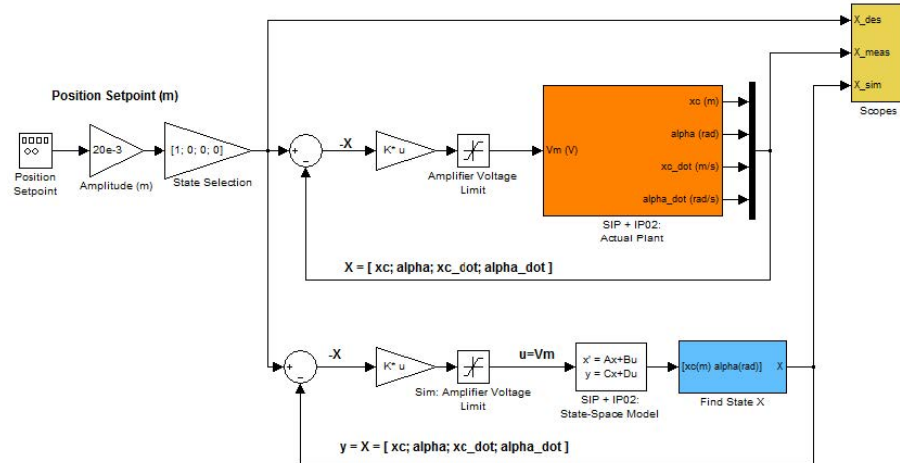 X_des
X_meas
X_sim
Scopes
Position Setpoint (m)
Position
Setpoint
20e-3
Amplitude (m)
[1; 0; 0; 0]
State Selection
+
−
-X
K* u
Amplifier Voltage
Limit
Vm (V)
xc (m)
alpha (rad)
xc_dot (m/s)
alpha_dot (rad/s)
SIP + IP02:
Actual Plant
X = [ xc; alpha; xc_dot; alpha_dot ]
+
−
-X
K* u
Sim: Amplifier Voltage
Limit
u=Vm
x' = Ax+Bu
y = Cx+Du
SIP + IP02:
State-Space Model
[xc(m) alpha(rad)]
X
Find State X
y = X = [ xc; alpha; xc_dot; alpha_dot ]